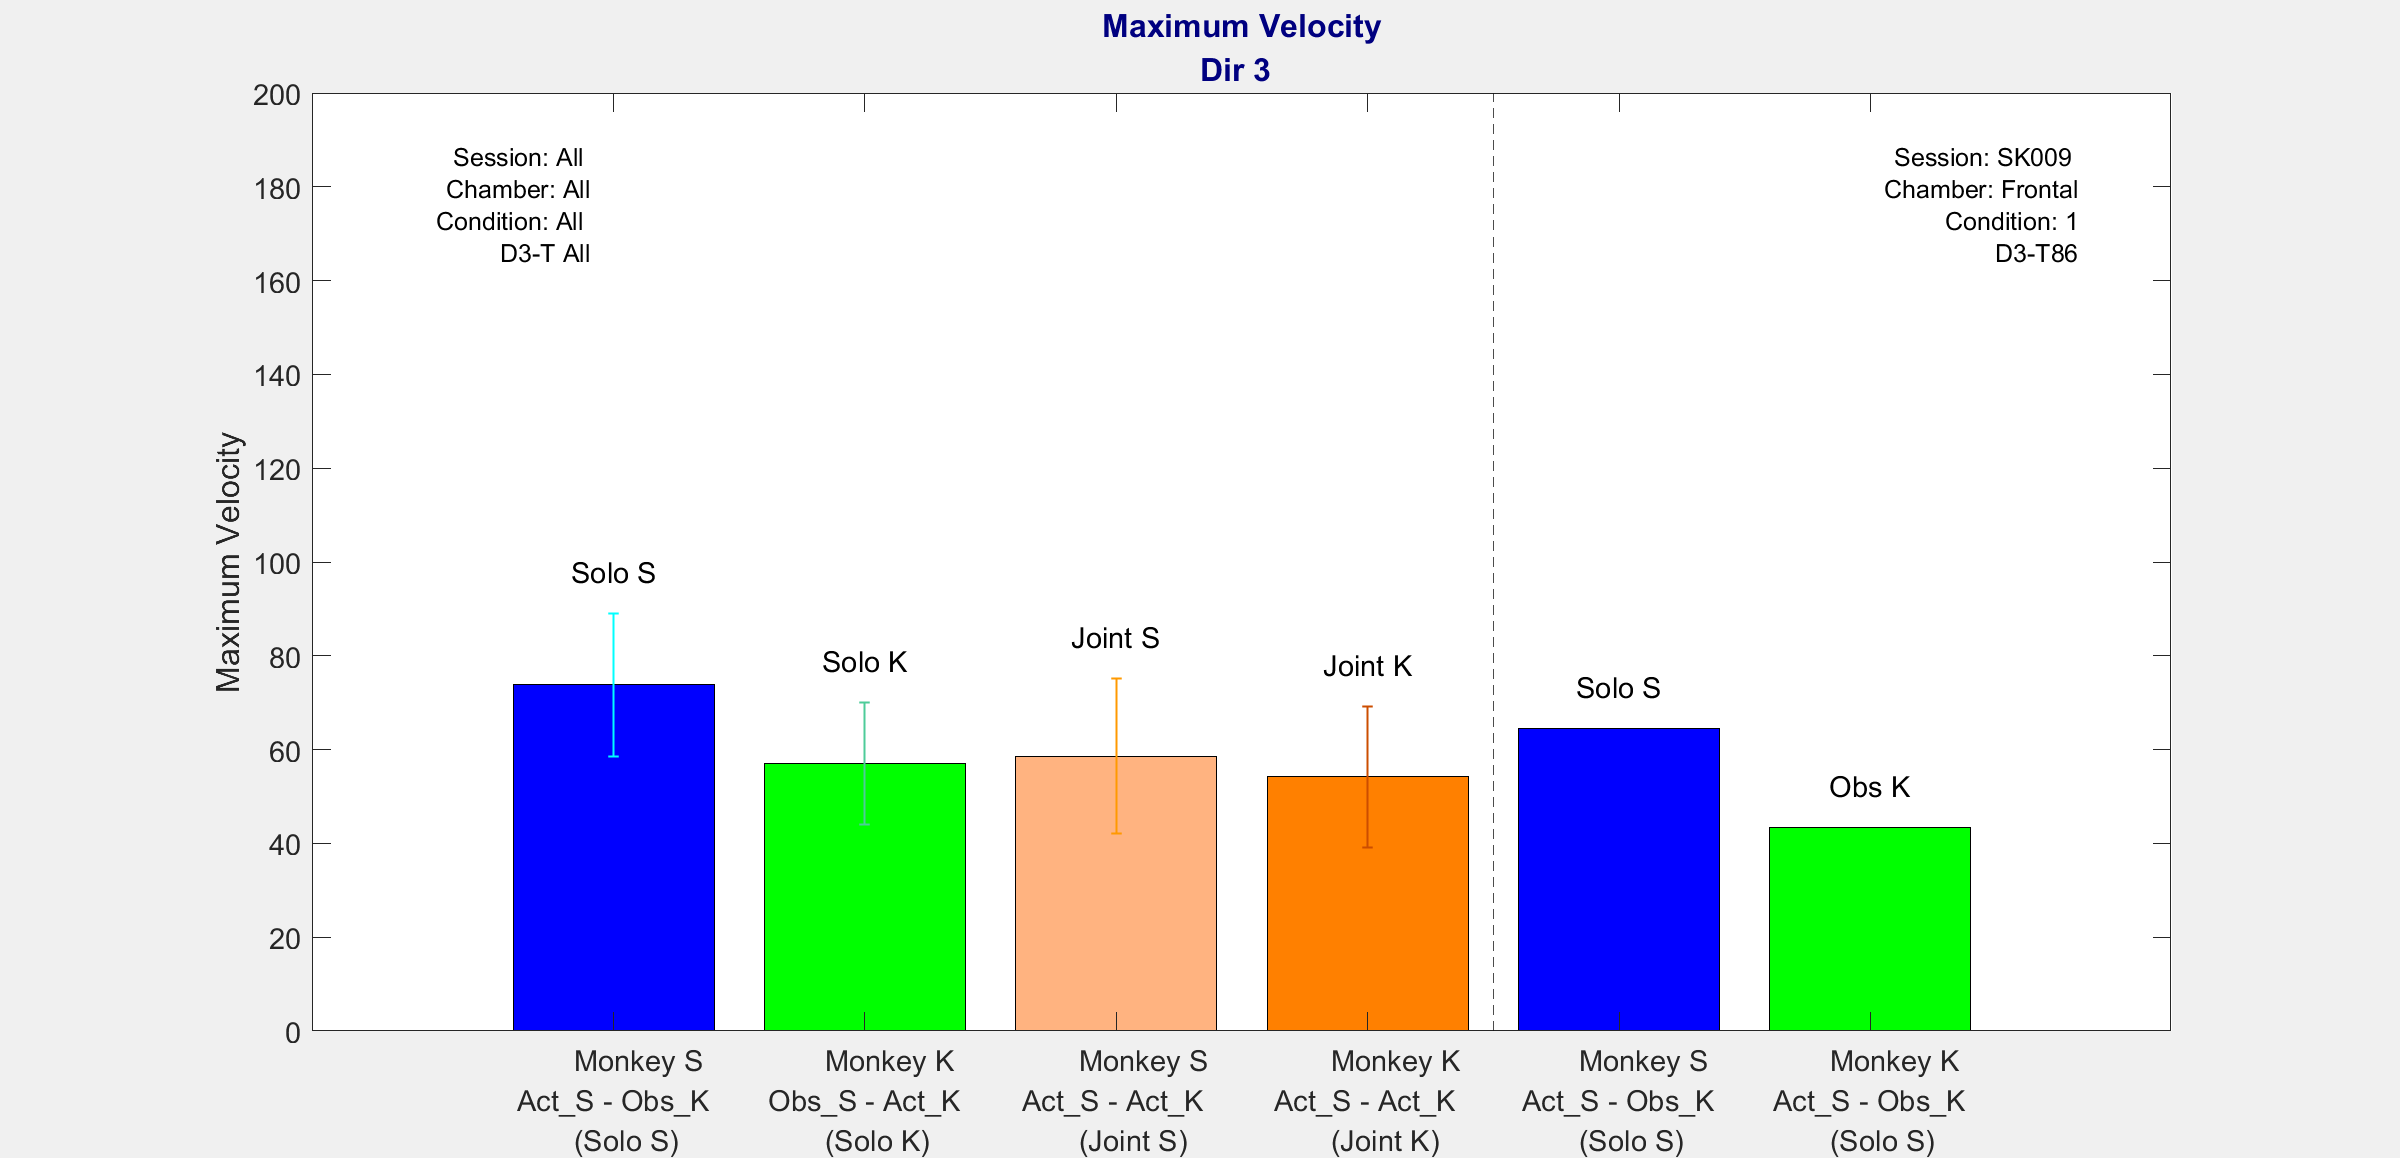 Maximum Velocity
Dir 3
Session: All
Chamber: All
Condition: All
D3-T All
Session: SK009
Chamber: Frontal
Condition: 1
D3-T86
Maximum Velocity
200
180
160
140
120
100
80
60
40
20
0
Solo S
Solo K
Joint S
Joint K
Solo S
Obs K
Monkey S
Act_S - Obs_K
(Solo S)
Monkey K
Obs_S - Act_K
(Solo K)
Monkey S
Act_S - Act_K
(Joint S)
Monkey K
Act_S - Act_K
(Joint K)
Monkey S
Act_S - Obs_K
(Solo S)
Monkey K
Act_S - Obs_K
(Solo S)